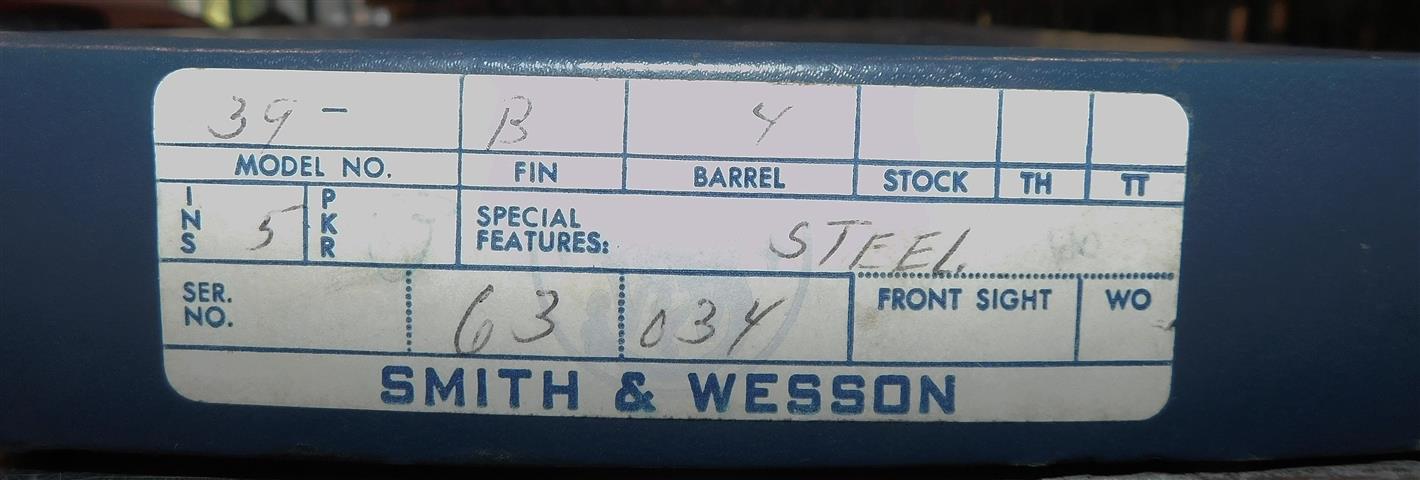 39- B 4
MODEL NO. FIN BARREL STOCK TH TT
INS 5 PKR SPECIAL FEATURES: STEEL
SER. NO. 63 034 FRONT SIGHT WO
SMITH & WESSON